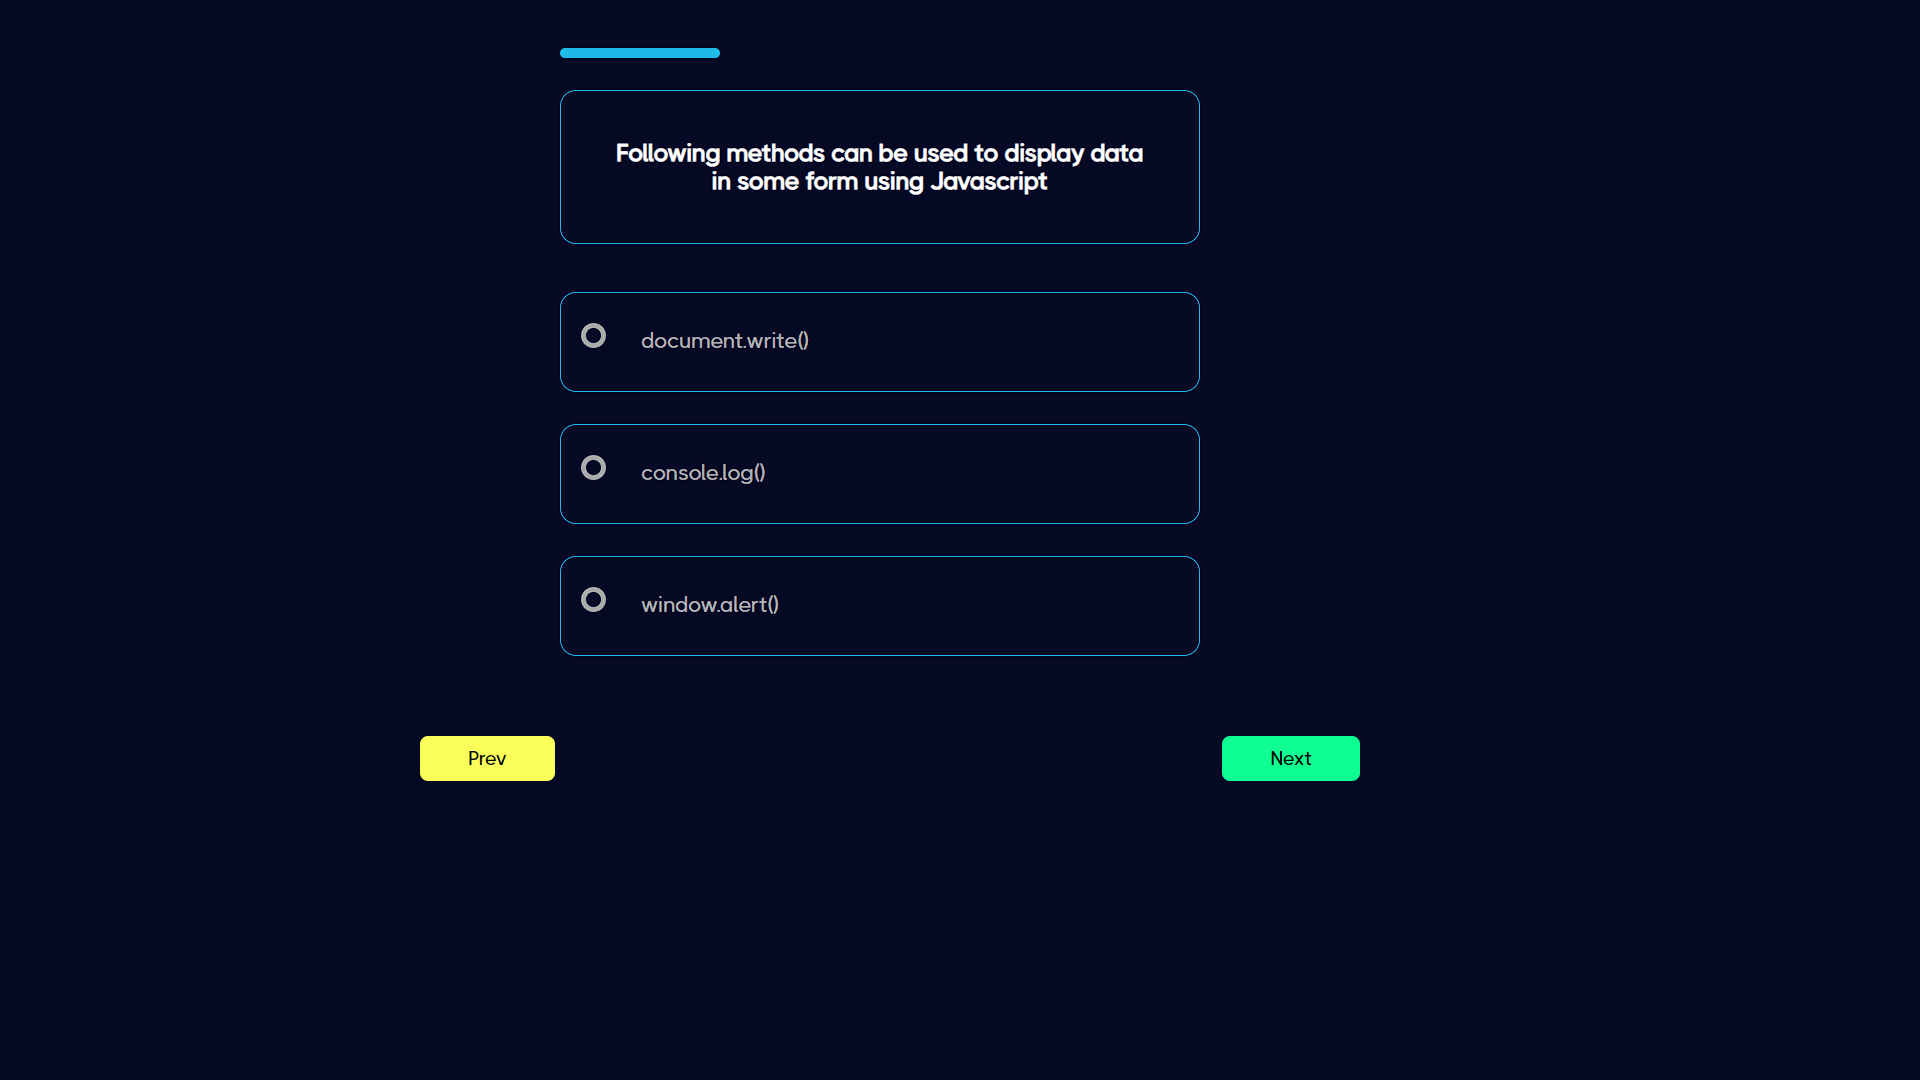 Following methods can be used to display data
in some form using Javascript
document.write()
console.log()
window.alert()
Prev
Next